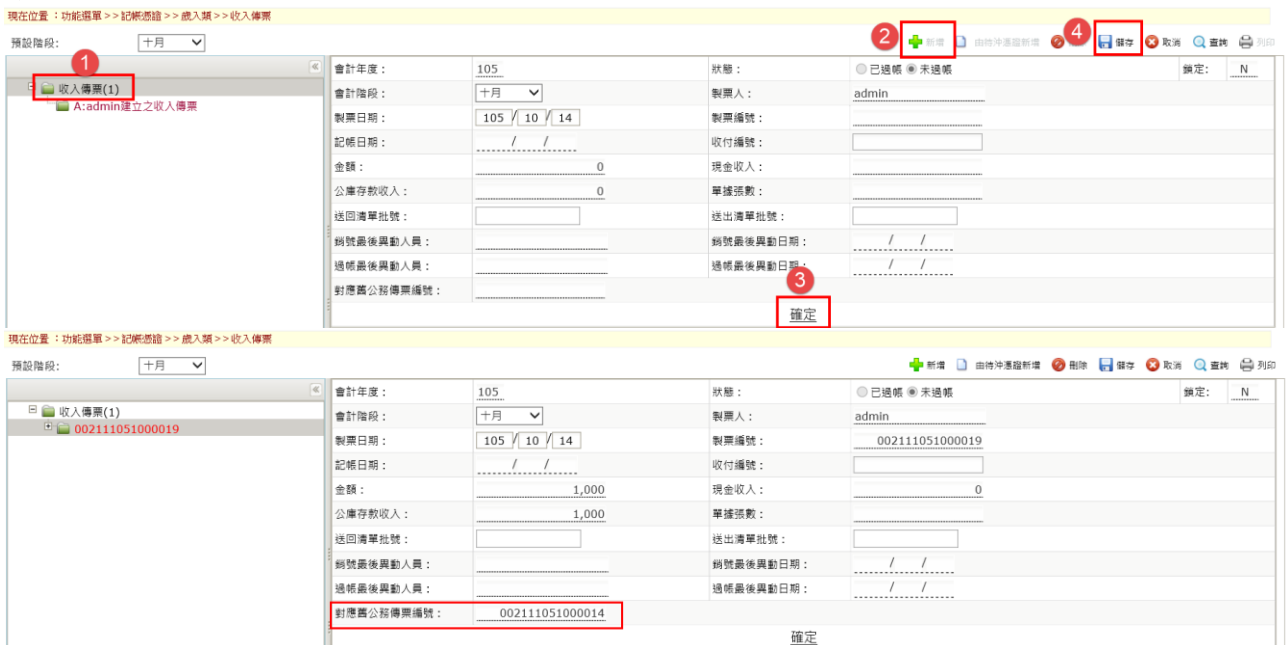 現在位置 ：功能選單>>記帳憑證>>歲入類>>收入傳票
預設階段： 十月 2 新增 由待沖憑證新增 4 儲存 取消 查詢 列印
1
收入傳票(1)
A:admin建立之收入傳票
會計年度： 105 狀態： 已過帳 未過帳 鎖定： N
會計階段： 十月 製票人： admin
製票日期： 105 / 10 / 14 製票編號：
記帳日期： / / 收付編號：
金額： 0 現金收入：
公庫存款收入： 0 單據張數：
送回清單批號： 送出清單批號：
銷號最後異動人員： 銷號最後異動日期： / /
過帳最後異動人員： 過帳最後異動日期： / /
3
對應舊公務傳票編號：
確定
現在位置 ：功能選單>>記帳憑證>>歲入類>>收入傳票
預設階段： 十月 新增 由待沖憑證新增 刪除 儲存 取消 查詢 列印
收入傳票(1)
002111051000019
會計年度： 105 狀態： 已過帳 未過帳 鎖定： N
會計階段： 十月 製票人： admin
製票日期： 105 / 10 / 14 製票編號： 002111051000019
記帳日期： / / 收付編號：
金額： 1,000 現金收入： 0
公庫存款收入： 1,000 單據張數：
送回清單批號： 送出清單批號：
銷號最後異動人員： 銷號最後異動日期： / /
過帳最後異動人員： 過帳最後異動日期： / /
對應舊公務傳票編號： 002111051000014
確定